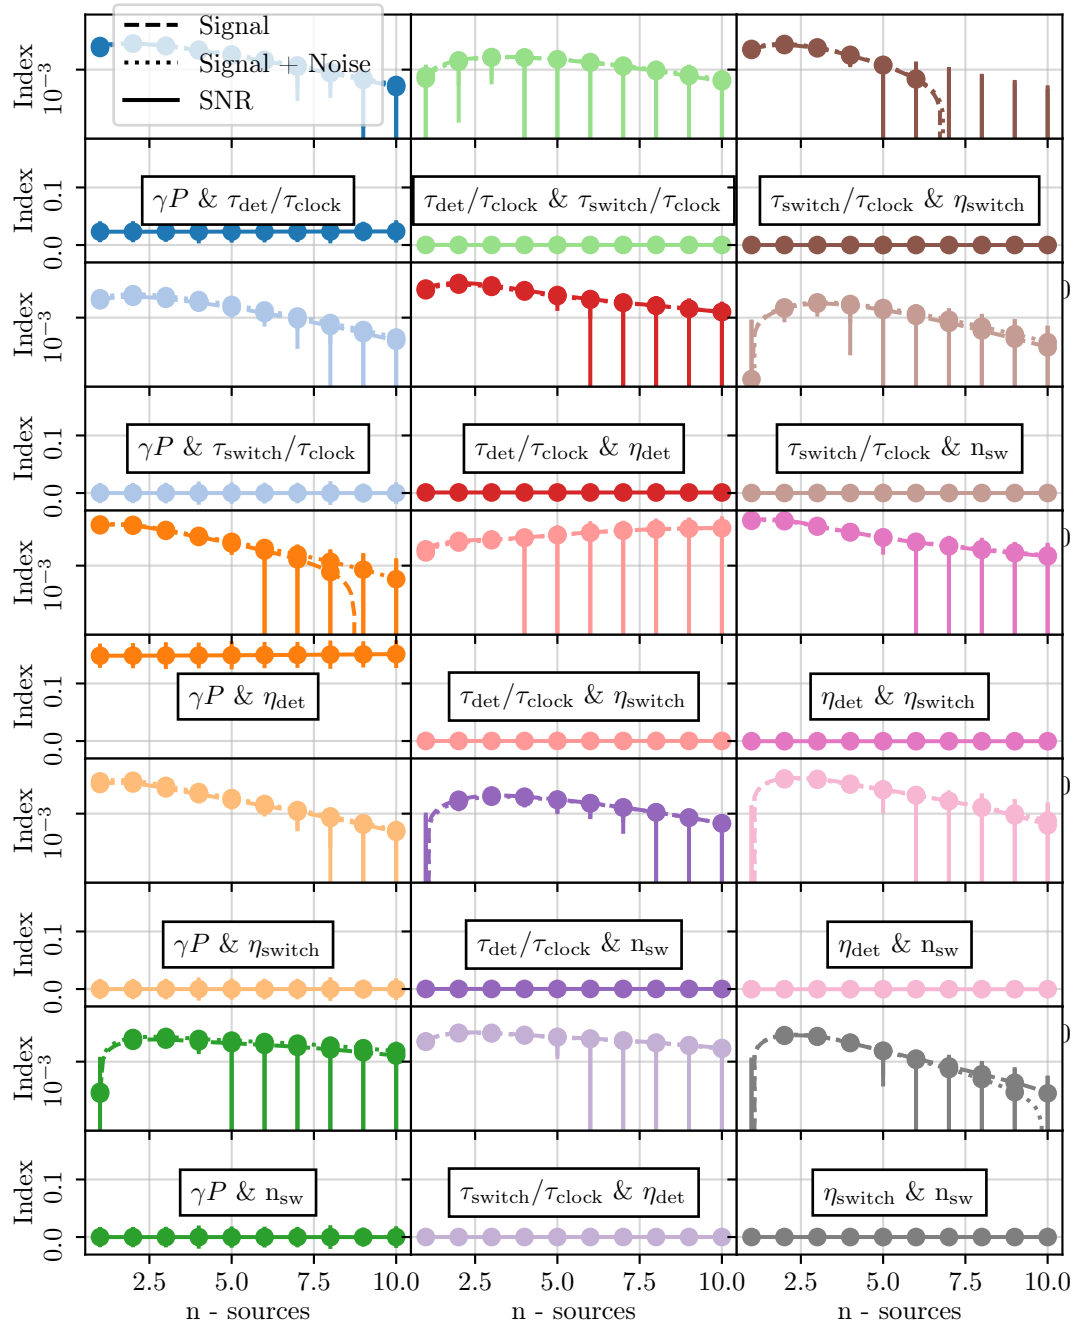 Signal
Signal + Noise
SNR
Index
10⁻³
Index
0.1
0.0
γP & τdet/τclock
τdet/τclock & τswitch/τclock
τswitch/τclock & ηswitch
Index
10⁻³
0
Index
0.1
0.0
γP & τswitch/τclock
τdet/τclock & ηdet
τswitch/τclock & nsw
Index
10⁻³
0
Index
0.1
0.0
γP & ηdet
τdet/τclock & ηswitch
ηdet & ηswitch
Index
10⁻³
0
Index
0.1
0.0
γP & ηswitch
τdet/τclock & nsw
ηdet & nsw
Index
10⁻³
0
Index
0.1
0.0
γP & nsw
τswitch/τclock & ηdet
ηswitch & nsw
2.5 5.0 7.5 10.0 2.5 5.0 7.5 10.0 2.5 5.0 7.5 10.0
n - sources n - sources n - sources